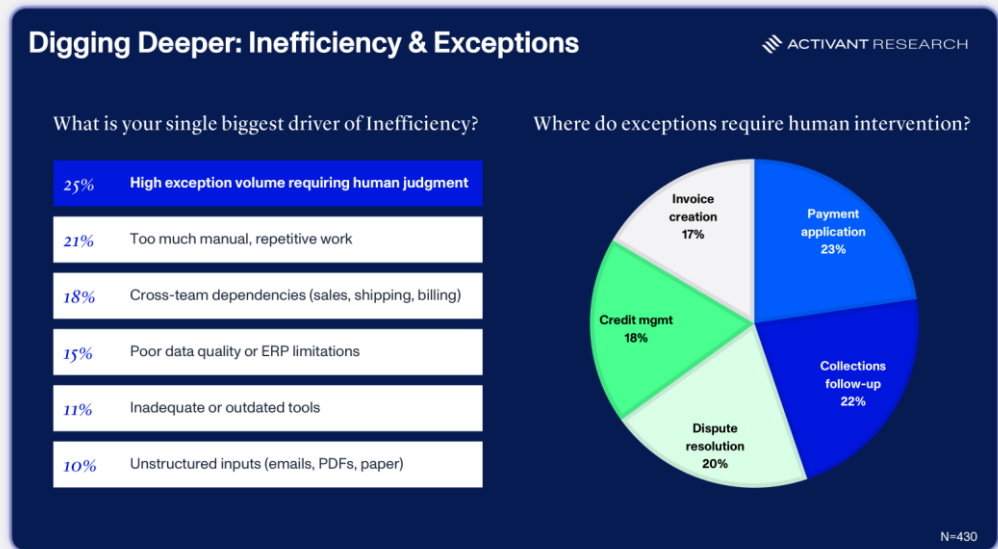 Digging Deeper: Inefficiency & Exceptions
ACTIVANT RESEARCH
What is your single biggest driver of Inefficiency?
25% High exception volume requiring human judgment
21% Too much manual, repetitive work
18% Cross-team dependencies (sales, shipping, billing)
15% Poor data quality or ERP limitations
11% Inadequate or outdated tools
10% Unstructured inputs (emails, PDFs, paper)
Where do exceptions require human intervention?
Payment
application
23%
Collections
follow-up
22%
Dispute
resolution
20%
Credit mgmt
18%
Invoice
creation
17%
N=430